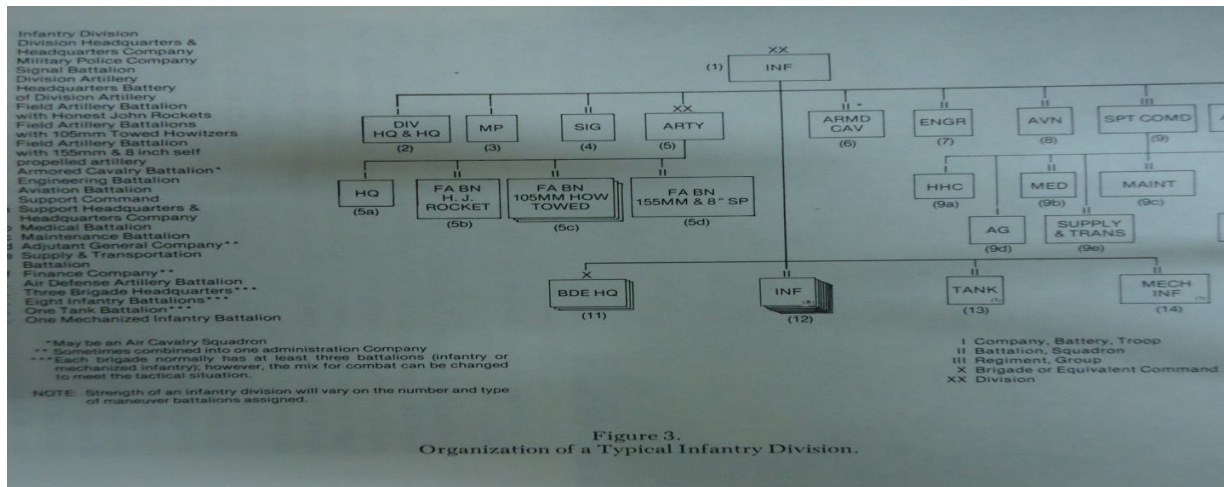 Infantry Division
Division Headquarters &
Headquarters Company
Military Police Company
Signal Battalion
Division Artillery
Headquarters Battery
of Division Artillery
Field Artillery Battalion
with Honest John Rockets
Field Artillery Battalions
with 105mm Towed Howitzers
Field Artillery Battalion
with 155mm & 8 inch self
propelled artillery
Armored Cavalry Battalion*
Engineering Battalion
Aviation Battalion
Support Command
Support Headquarters &
Headquarters Company
Medical Battalion
Maintenance Battalion
Adjutant General Company**
Supply & Transportation
Battalion
Finance Company**
Air Defense Artillery Battalion
Three Brigade Headquarters***
Eight Infantry Battalions***
One Tank Battalion***
One Mechanized Infantry Battalion
*May be an Air Cavalry Squadron
** Sometimes combined into one administration Company
***Each brigade normally has at least three battalions (infantry or
mechanized infantry); however, the mix for combat can be changed
to meet the tactical situation.
NOTE: Strength of an infantry division will vary on the number and type
of maneuver battalions assigned.
XX
(1) INF
I
DIV
HQ & HQ
(2)
I
MP
(3)
II
SIG
(4)
XX
ARTY
(5)
II*
ARMD
CAV
(6)
II
ENGR
(7)
II
AVN
(8)
III
SPT COMD
(9)
I
HQ
(5a)
II
FA BN
H. J.
ROCKET
(5b)
II
FA BN
105MM HOW
TOWED
(5c)
II
FA BN
155MM & 8" SP
(5d)
I
HHC
(9a)
II
MED
(9b)
II
MAINT
(9c)
I
AG
(9d)
II
SUPPLY
& TRANS
(9e)
X
BDE HQ
(11)
II
INF
(8)
(12)
II
TANK
(1)
(13)
II
MECH
INF
(1)
(14)
I Company, Battery, Troop
II Battalion, Squadron
III Regiment, Group
X Brigade or Equivalent Command
XX Division
Figure 3.
Organization of a Typical Infantry Division.